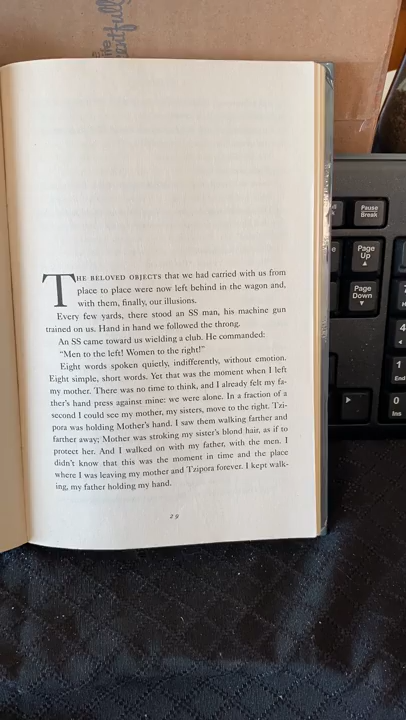 THE BELOVED OBJECTS that we had carried with us from
place to place were now left behind in the wagon and,
with them, finally, our illusions.
Every few yards, there stood an SS man, his machine gun
trained on us. Hand in hand we followed the throng.
An SS came toward us wielding a club. He commanded:
"Men to the left! Women to the right!"
Eight words spoken quietly, indifferently, without emotion.
Eight simple, short words. Yet that was the moment when I left
my mother. There was no time to think, and I already felt my fa-
ther's hand press against mine: we were alone. In a fraction of a
second I could see my mother, my sisters, move to the right. Tzi-
pora was holding Mother's hand. I saw them walking farther and
farther away; Mother was stroking my sister's blond hair, as if to
protect her. And I walked on with my father, with the men. I
didn't know that this was the moment in time and the place
where I was leaving my mother and Tzipora forever. I kept walk-
ing, my father holding my hand.
29
Pause
Break
Page
Up
Page
Down
4
1
End
0
Ins